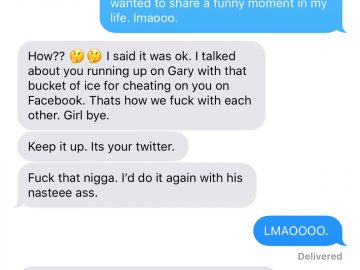 wanted to share a funny moment in my
life. lmaooo.
How?? 🤔🤔 I said it was ok. I talked
about you running up on Gary with that
bucket of ice for cheating on you on
Facebook. Thats how we fuck with each
other. Girl bye.
Keep it up. Its your twitter.
Fuck that nigga. I’d do it again with his
nasteee ass.
LMAOOOO.
Delivered